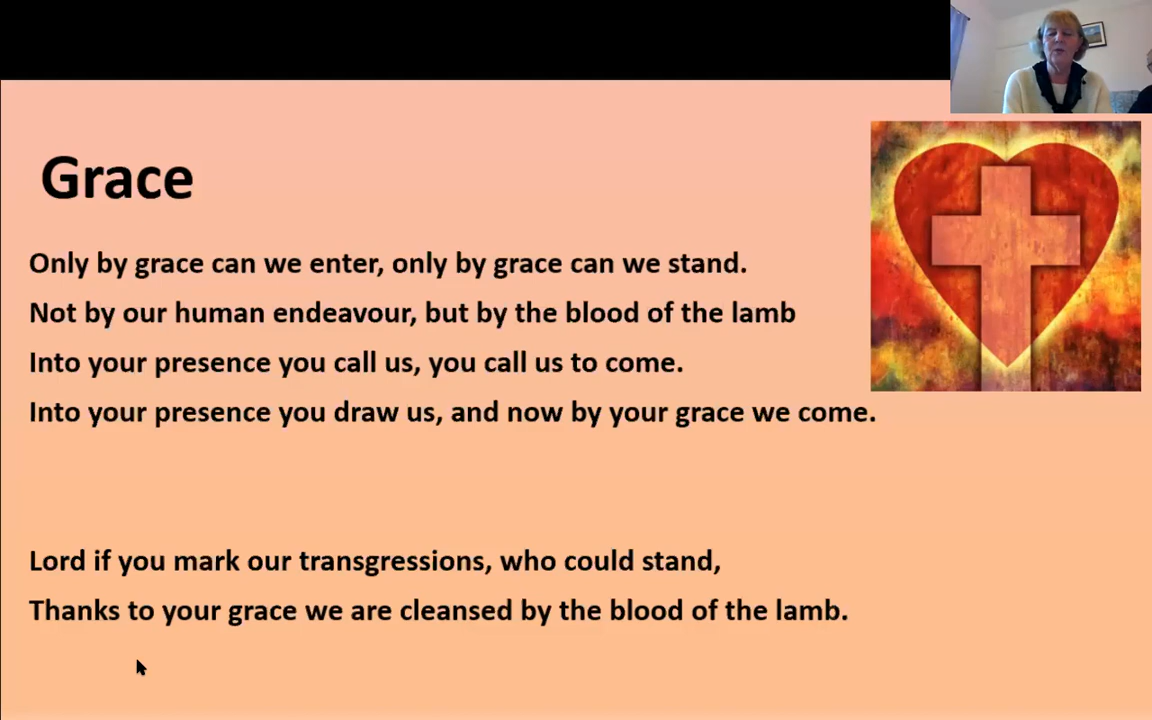 Grace
Only by grace can we enter, only by grace can we stand.
Not by our human endeavour, but by the blood of the lamb
Into your presence you call us, you call us to come.
Into your presence you draw us, and now by your grace we come.
Lord if you mark our transgressions, who could stand,
Thanks to your grace we are cleansed by the blood of the lamb.